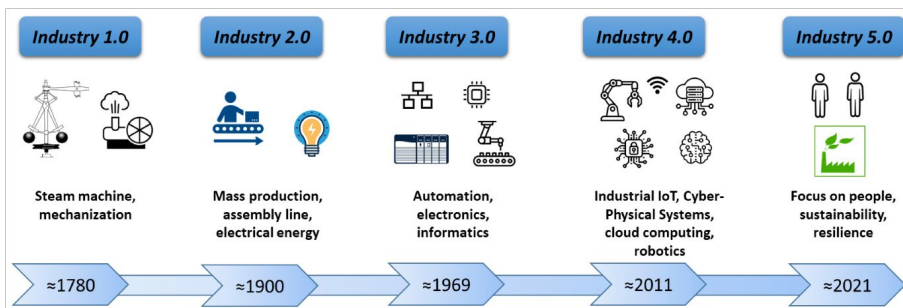 Industry 1.0
Industry 2.0
Industry 3.0
Industry 4.0
Industry 5.0
Steam machine,
mechanization
Mass production,
assembly line,
electrical energy
Automation,
electronics,
informatics
Industrial IoT, Cyber-
Physical Systems,
cloud computing,
robotics
Focus on people,
sustainability,
resilience
≈1780
≈1900
≈1969
≈2011
≈2021